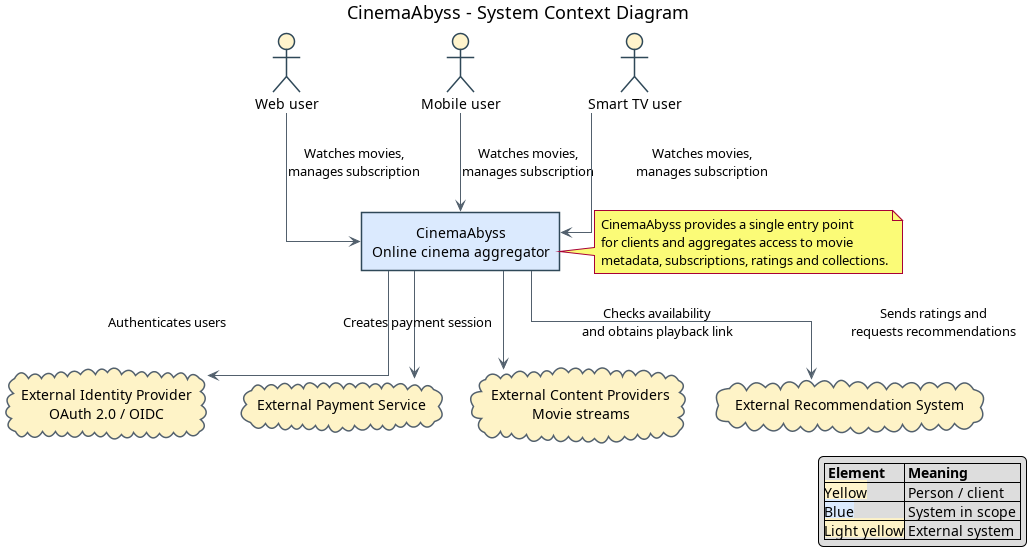 CinemaAbyss - System Context Diagram
Web user
Mobile user
Smart TV user
Watches movies,
manages subscription
Watches movies,
manages subscription
Watches movies,
manages subscription
CinemaAbyss
Online cinema aggregator
CinemaAbyss provides a single entry point
for clients and aggregates access to movie
metadata, subscriptions, ratings and collections.
Authenticates users
Creates payment session
Checks availability
and obtains playback link
Sends ratings and
requests recommendations
External Identity Provider
OAuth 2.0 / OIDC
External Payment Service
External Content Providers
Movie streams
External Recommendation System
Element Meaning
Yellow Person / client
Blue System in scope
Light yellow External system